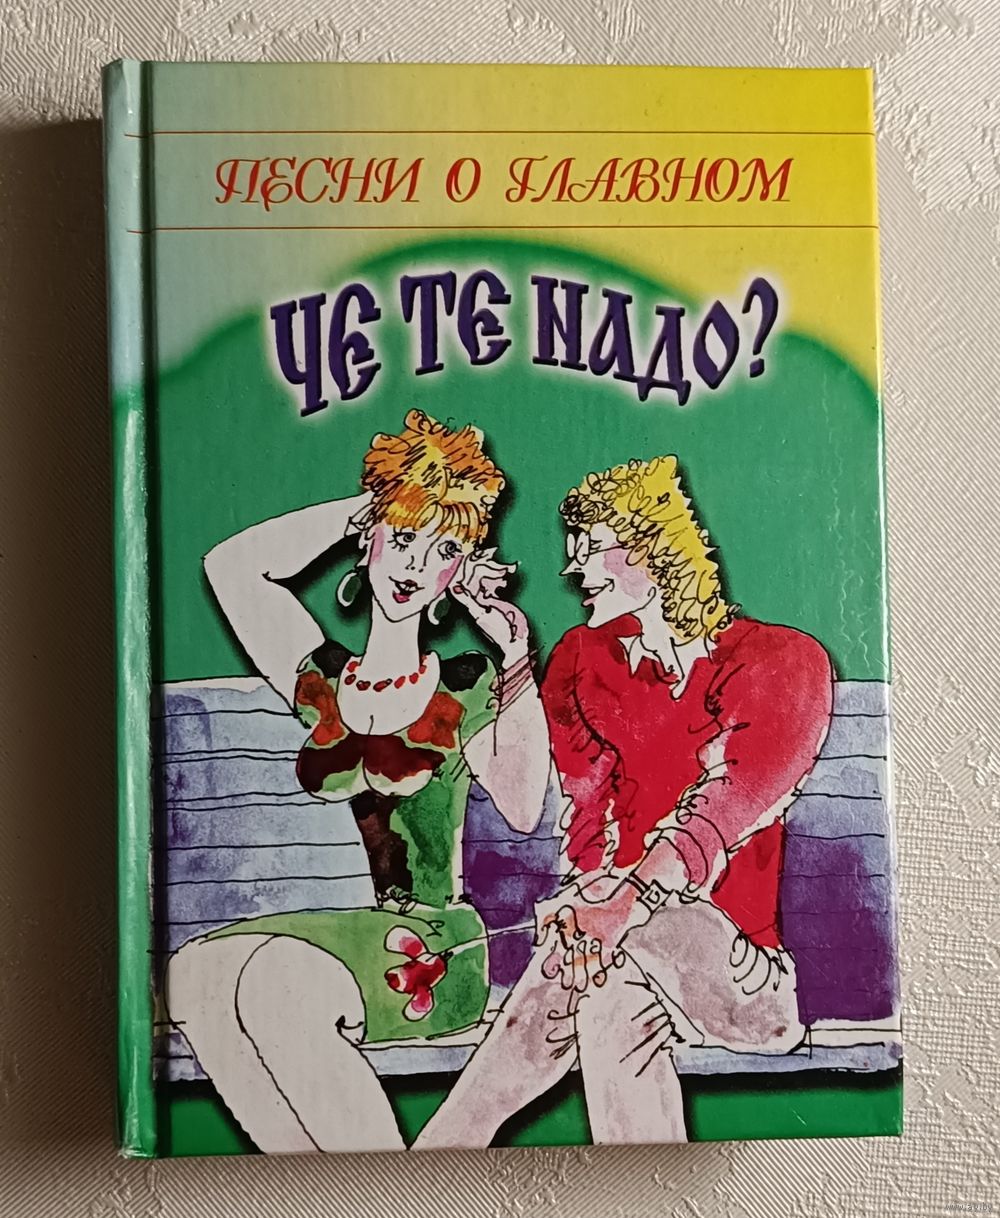 ПЕСНИ О ГЛАВНОМ
ЧЕ ТЕ НАДО?